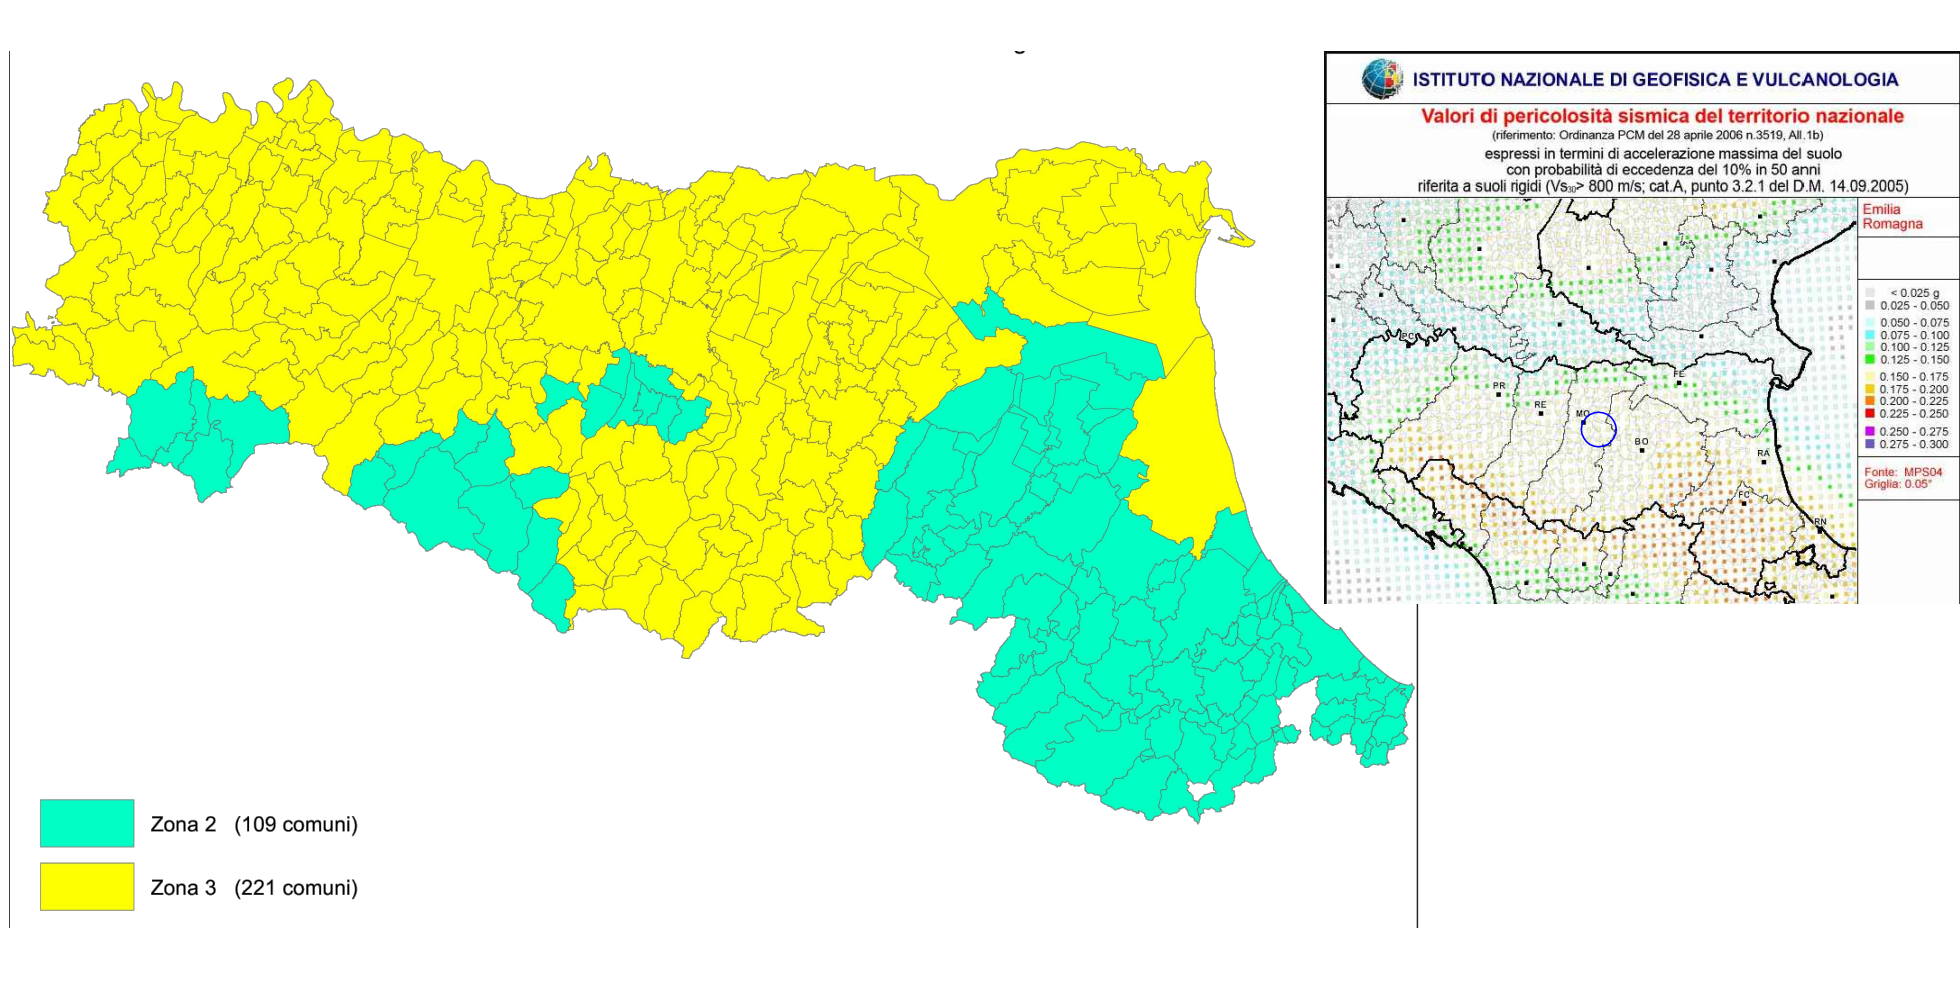 ISTITUTO NAZIONALE DI GEOFISICA E VULCANOLOGIA
Valori di pericolosità sismica del territorio nazionale
(riferimento: Ordinanza PCM del 28 aprile 2006 n.3519, All.1b)
espressi in termini di accelerazione massima del suolo
con probabilità di eccedenza del 10% in 50 anni
riferita a suoli rigidi (Vs30> 800 m/s; cat.A, punto 3.2.1 del D.M. 14.09.2005)
Emilia
Romagna
< 0.025 g
0.025 - 0.050
0.050 - 0.075
0.075 - 0.100
0.100 - 0.125
0.125 - 0.150
0.150 - 0.175
0.175 - 0.200
0.200 - 0.225
0.225 - 0.250
0.250 - 0.275
0.275 - 0.300
Fonte: MPS04
Griglia: 0.05°
PC
PR
RE
MO
FE
BO
RA
FC
RN
Zona 2 (109 comuni)
Zona 3 (221 comuni)